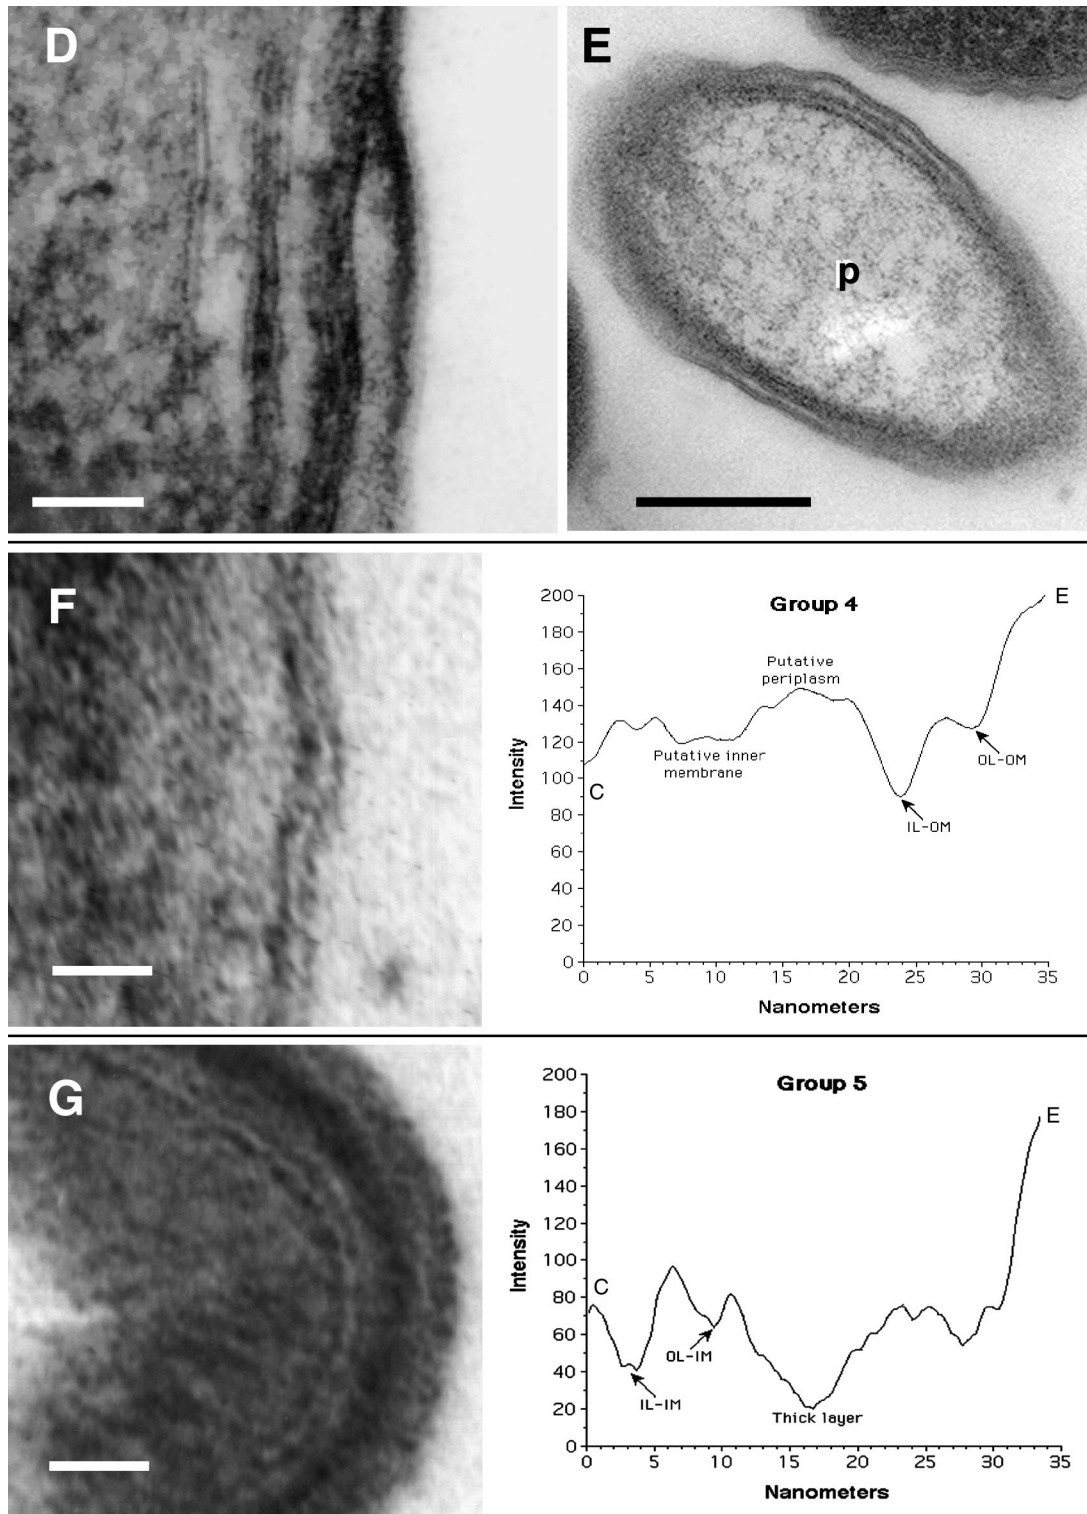 D
E
p
F
Group 4
200
180
160
140
120
100
80
60
40
20
0
Intensity
E
Putative
periplasm
Putative inner
membrane
OL-OM
C
IL-OM
0 5 10 15 20 25 30 35
Nanometers
G
Group 5
200
180
160
140
120
100
80
60
40
20
0
Intensity
E
C
OL-IM
IL-IM
Thick layer
0 5 10 15 20 25 30 35
Nanometers